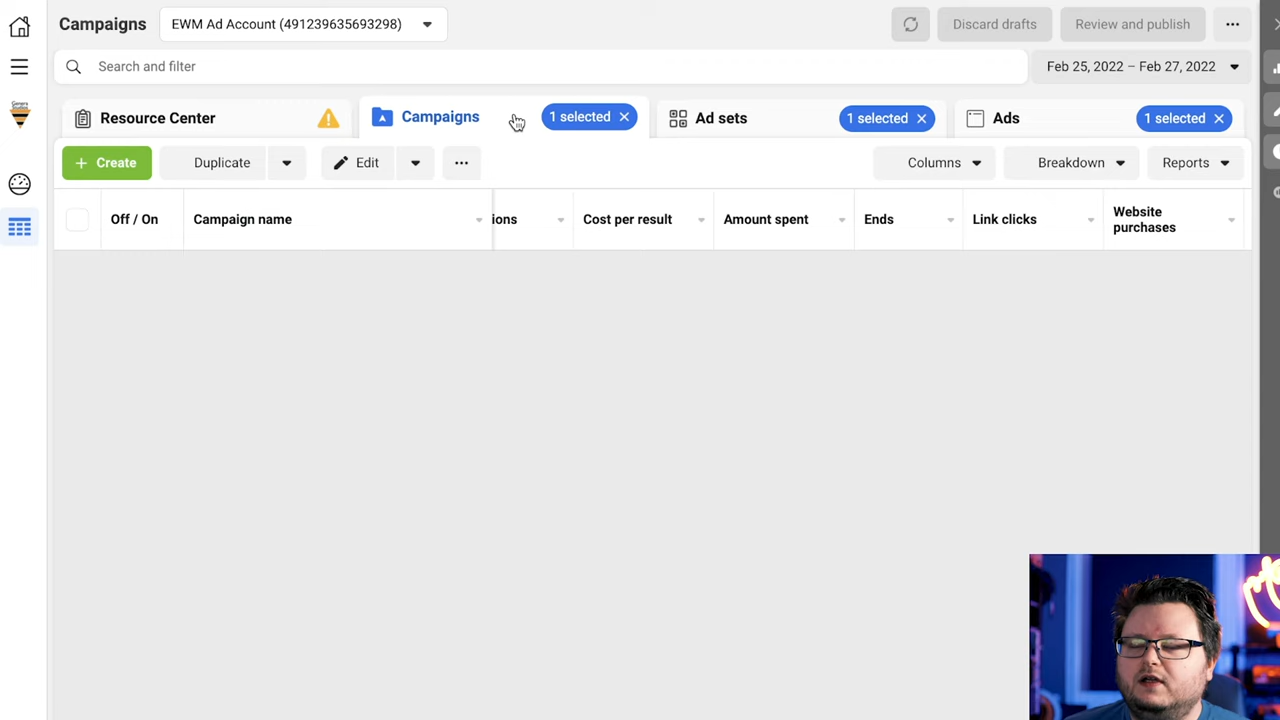 Campaigns
EWM Ad Account (491239635693298)
Discard drafts
Review and publish
Search and filter
Feb 25, 2022 – Feb 27, 2022
Resource Center
Campaigns
1 selected
Ad sets
1 selected
Ads
1 selected
+ Create
Duplicate
Edit
Columns
Breakdown
Reports
Off / On
Campaign name
ions
Cost per result
Amount spent
Ends
Link clicks
Website
purchases